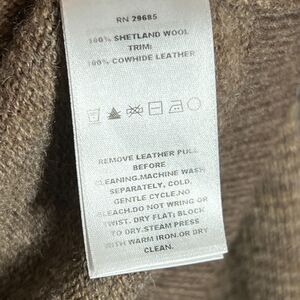 RN 29685
100% SHETLAND WOOL
TRIM:
100% COWHIDE LEATHER
REMOVE LEATHER PULL
BEFORE
CLEANING.MACHINE WASH
SEPARATELY, COLD,
GENTLE CYCLE.NO
BLEACH.DO NOT WRING OR
TWIST. DRY FLAT; BLOCK
TO DRY.STEAM PRESS
WITH WARM IRON.OR DRY
CLEAN.